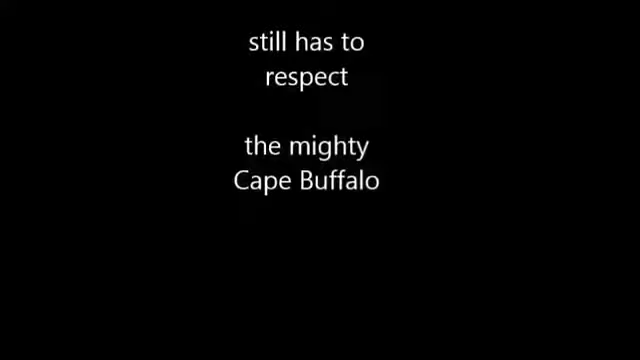 still has to
respect
the mighty
Cape Buffalo